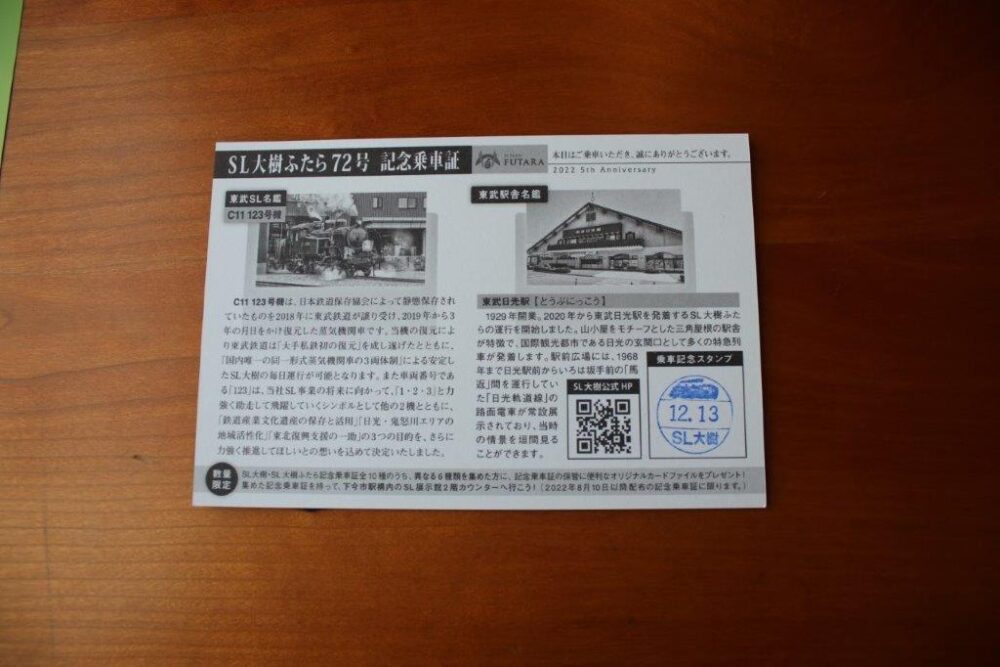 SL大樹ふたら72号 記念乗車証
FUTARA
本日はご乗車いただき、誠にありがとうございます。
2022 5th Anniversary
東武SL名鑑
C11 123号機
C11 123号機は、日本鉄道保存協会によって静態保存され
ていたものを2018年に東武鉄道が譲り受け、2019年から3
年の月日をかけ復元した蒸気機関車です。当機の復元によ
り東武鉄道は「大手私鉄初の復元」を成し遂げたとともに、
「国内唯一の同一形式蒸気機関車の3両体制」による安定し
たSL大樹の毎日運行が可能となります。また車両番号であ
る「123」は、当社SL事業の将来に向かって、「1・2・3」と力
強く助走して飛躍していくシンボルとして他の2機とともに、
「鉄道産業文化遺産の保存と活用」「日光・鬼怒川エリアの
地域活性化」「東北復興支援の一助」の3つの目的を、さらに
力強く推進してほしいとの想いを込めて決定いたしました。
東武駅舎名鑑
東武日光駅【とうぶにっこう】
1929年開業。2020年から東武日光駅を発着するSL大樹ふた
らの運行を開始しました。山小屋をモチーフとした三角屋根の駅舎
が特徴で、国際観光都市である日光の玄関口として多くの特急列
車が発着します。駅前広場には、1968
年まで日光駅前からいろは坂手前の「馬
返」間を運行してい
た「日光軌道線」の
路面電車が常設展
示されており、当時
の情景を垣間見る
ことができます。
SL大樹公式HP
乗車記念スタンプ
12.13
SL大樹
数量
限定
SL大樹・SL大樹ふたら記念乗車証全10種のうち、異なる6種類を集めた方に、記念乗車証の保管に便利なオリジナルカードファイルをプレゼント!
集めた記念乗車証を持って、下今市駅構内のSL展示館2階カウンターへ行こう!(2022年8月10日以降配布の記念乗車証に限ります。)